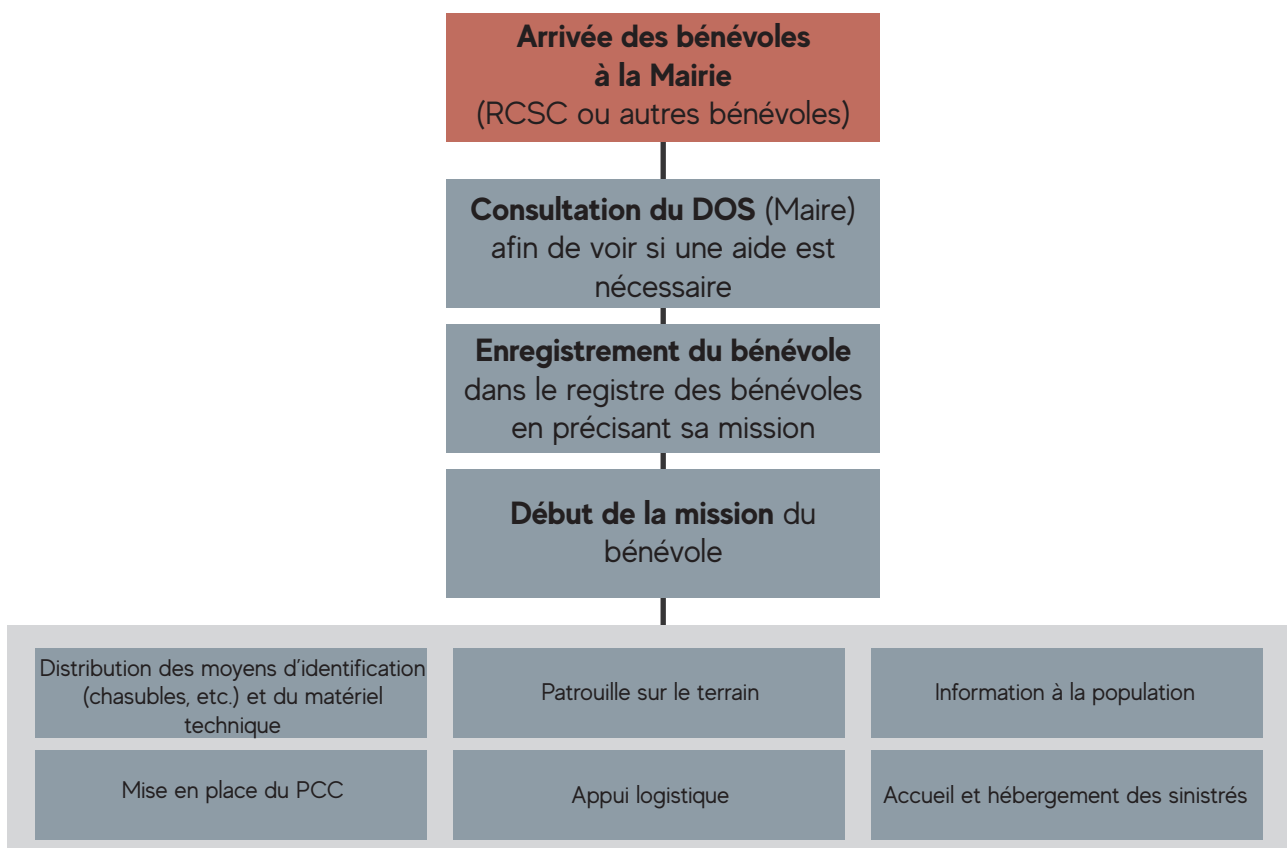 Arrivée des bénévoles
à la Mairie
(RCSC ou autres bénévoles)
Consultation du DOS (Maire)
afin de voir si une aide est
nécessaire
Enregistrement du bénévole
dans le registre des bénévoles
en précisant sa mission
Début de la mission du
bénévole
Distribution des moyens d'identification
(chasubles, etc.) et du matériel
technique
Patrouille sur le terrain
Information à la population
Mise en place du PCC
Appui logistique
Accueil et hébergement des sinistrés